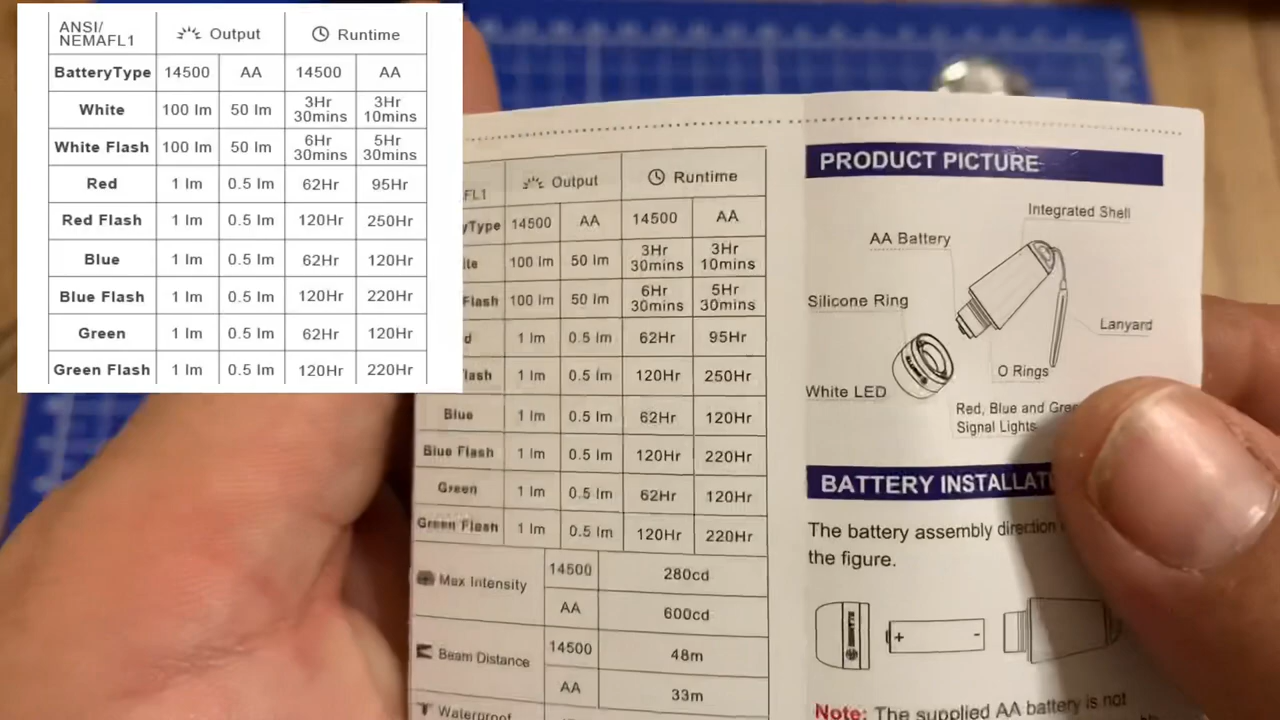 ANSI/
NEMAFL1
Output
Runtime
BatteryType 14500 AA 14500 AA
White 100 lm 50 lm 3Hr 30mins 3Hr 10mins
White Flash 100 lm 50 lm 6Hr 30mins 5Hr 30mins
Red 1 lm 0.5 lm 62Hr 95Hr
Red Flash 1 lm 0.5 lm 120Hr 250Hr
Blue 1 lm 0.5 lm 62Hr 120Hr
Blue Flash 1 lm 0.5 lm 120Hr 220Hr
Green 1 lm 0.5 lm 62Hr 120Hr
Green Flash 1 lm 0.5 lm 120Hr 220Hr
FL1 Output Runtime
yType 14500 AA 14500 AA
ite 100 lm 50 lm 3Hr 30mins 3Hr 10mins
Flash 100 lm 50 lm 6Hr 30mins 5Hr 30mins
d 1 lm 0.5 lm 62Hr 95Hr
lash 1 lm 0.5 lm 120Hr 250Hr
Blue 1 lm 0.5 lm 62Hr 120Hr
Blue Flash 1 lm 0.5 lm 120Hr 220Hr
Green 1 lm 0.5 lm 62Hr 120Hr
Green Flash 1 lm 0.5 lm 120Hr 220Hr
Max Intensity 14500 280cd
AA 600cd
Beam Distance 14500 48m
AA 33m
Waterproof
PRODUCT PICTURE
Integrated Shell
AA Battery
Silicone Ring
Lanyard
O Rings
White LED
Red, Blue and Gree
Signal Lights
BATTERY INSTALLAT
The battery assembly direction
the figure.
+ -
Note: The supplied AA battery is not